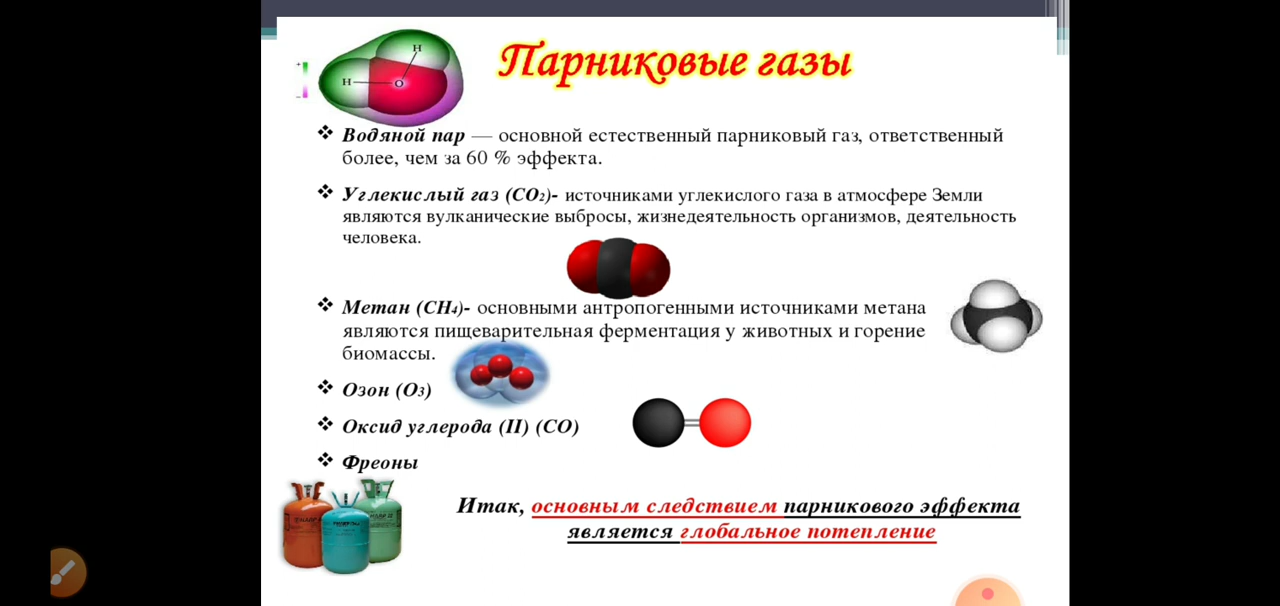 Парниковые газы
H
H
O
+
–
❖ Водяной пар — основной естественный парниковый газ, ответственный
более, чем за 60 % эффекта.
❖ Углекислый газ (CO₂)- источниками углекислого газа в атмосфере Земли
являются вулканические выбросы, жизнедеятельность организмов, деятельность
человека.
❖ Метан (CH₄)- основными антропогенными источниками метана
являются пищеварительная ферментация у животных и горение
биомассы.
❖ Озон (O₃)
❖ Оксид углерода (II) (CO)
❖ Фреоны
Итак, основным следствием парникового эффекта
является глобальное потепление